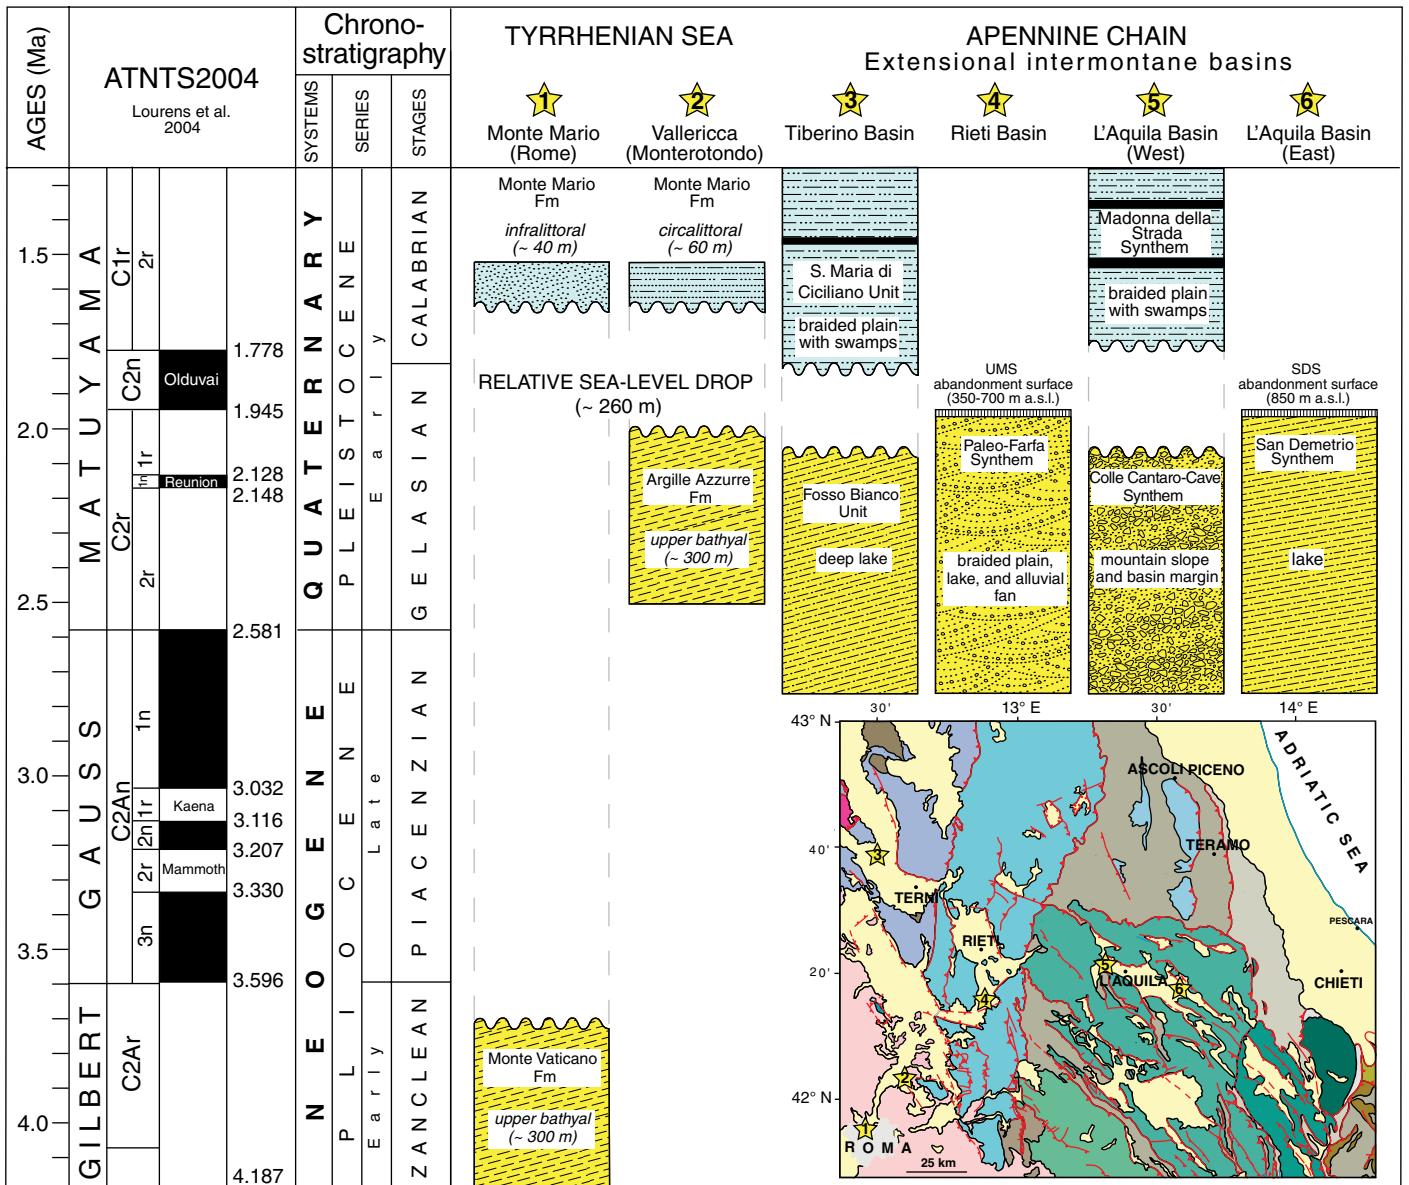 AGES (Ma)
ATNTS2004
Lourens et al.
2004
Chrono-
stratigraphy
SYSTEMS
SERIES
STAGES
TYRRHENIAN SEA
APENNINE CHAIN
Extensional intermontane basins
1
Monte Mario
(Rome)
2
Vallericca
(Monterotondo)
3
Tiberino Basin
4
Rieti Basin
5
L'Aquila Basin
(West)
6
L'Aquila Basin
(East)
1.5
2.0
2.5
3.0
3.5
4.0
MATUYAMA
GAUSS
GILBERT
C1r
C2n
C2r
C2An
C2Ar
2r
1r
1n
2r
1n
1r
2n
2r
3n
Olduvai
Reunion
Kaena
Mammoth
1.778
1.945
2.128
2.148
2.581
3.032
3.116
3.207
3.330
3.596
4.187
QUATERNARY
NEOGENE
PLEISTOCENE
PLIOCENE
Early
Late
Early
CALABRIAN
GELASIAN
PIACENZIAN
ZANCLEAN
Monte Mario
Fm
infralittoral
(~ 40 m)
Monte Mario
Fm
circalittoral
(~ 60 m)
RELATIVE SEA-LEVEL DROP
(~ 260 m)
Argille Azzurre
Fm
upper bathyal
(~ 300 m)
Monte Vaticano
Fm
upper bathyal
(~ 300 m)
S. Maria di
Ciciliano Unit
braided plain
with swamps
Fosso Bianco
Unit
deep lake
UMS
abandonment surface
(350-700 m a.s.l.)
Paleo-Farfa
Synthem
braided plain,
lake, and alluvial
fan
Madonna della
Strada
Synthem
braided plain
with swamps
Colle Cantaro-Cave
Synthem
mountain slope
and basin margin
SDS
abandonment surface
(850 m a.s.l.)
San Demetrio
Synthem
lake
43° N
30'
13°
30'
14° E
40'
20'
42° N
ADRIATIC SEA
ASCOLI PICENO
TERAMO
PESCARA
CHIETI
TERNI
RIETI
L'AQUILA
ROMA
1
2
3
4
5
6
25 km